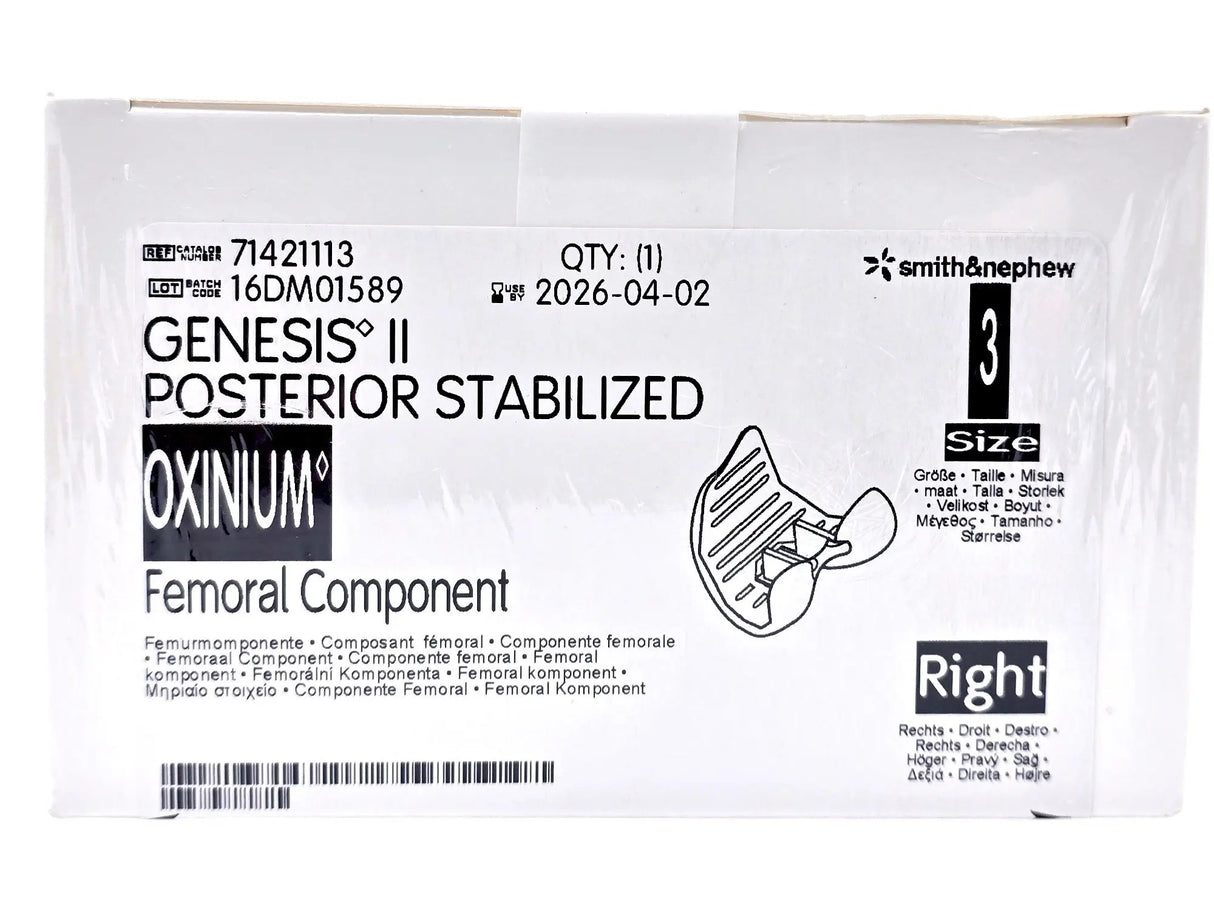 REF CATALOG NUMBER 71421113
QTY: (1)
smith&nephew
LOT BATCH CODE 16DM01589
USE BY 2026-04-02
GENESIS◊ II
POSTERIOR STABILIZED
3
Size
Größe • Taille • Misura
• maat • Talla • Storlek
• Velikost • Boyut •
Μέγεθος • Tamanho •
Størrelse
OXINIUM◊
Femoral Component
Femurmomponente • Composant fémoral • Componente femorale
• Femoraal Component • Componente femoral • Femoral
komponent • Femorální Komponenta • Femoral komponent •
Μηριαίο στοιχείο • Componente Femoral • Femoral Komponent
Right
Rechts • Droit • Destro •
Rechts • Derecha •
Höger • Pravý • Sağ •
Δεξιά • Direita • Højre